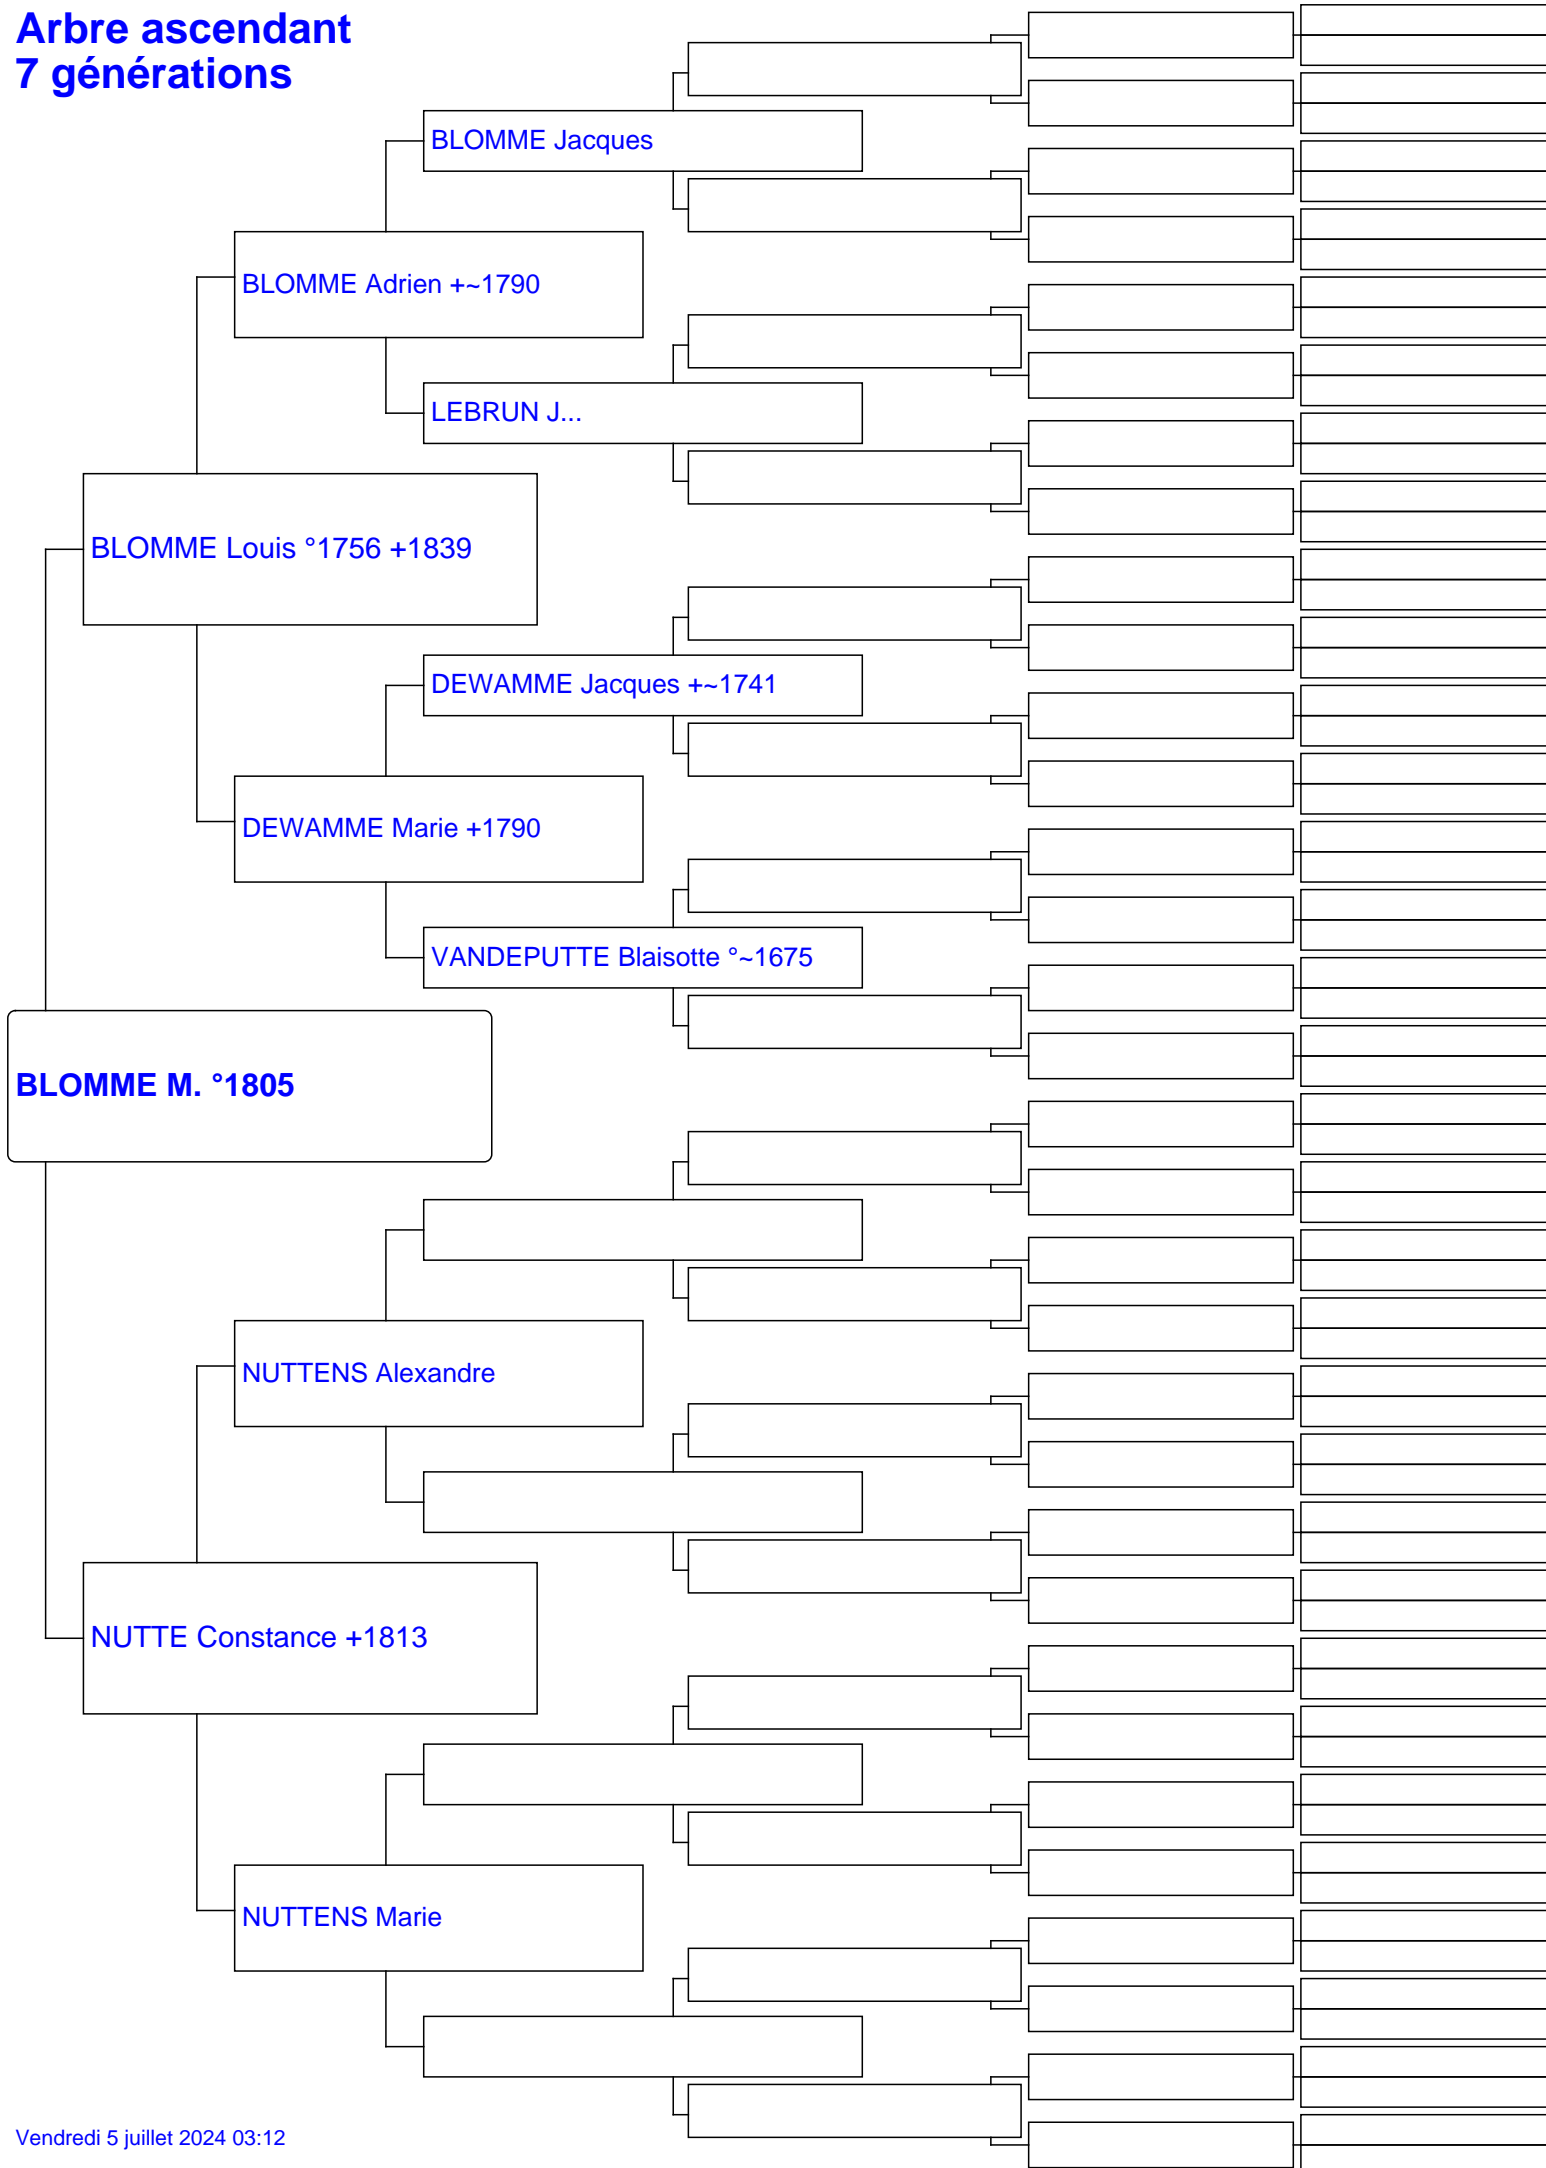 Arbre ascendant
7 générations
BLOMME Jacques
BLOMME Adrien +~1790
LEBRUN J...
BLOMME Louis °1756 +1839
DEWAMME Jacques +~1741
DEWAMME Marie +1790
VANDEPUTTE Blaisotte °~1675
BLOMME M. °1805
NUTTENS Alexandre
NUTTE Constance +1813
NUTTENS Marie
Vendredi 5 juillet 2024 03:12